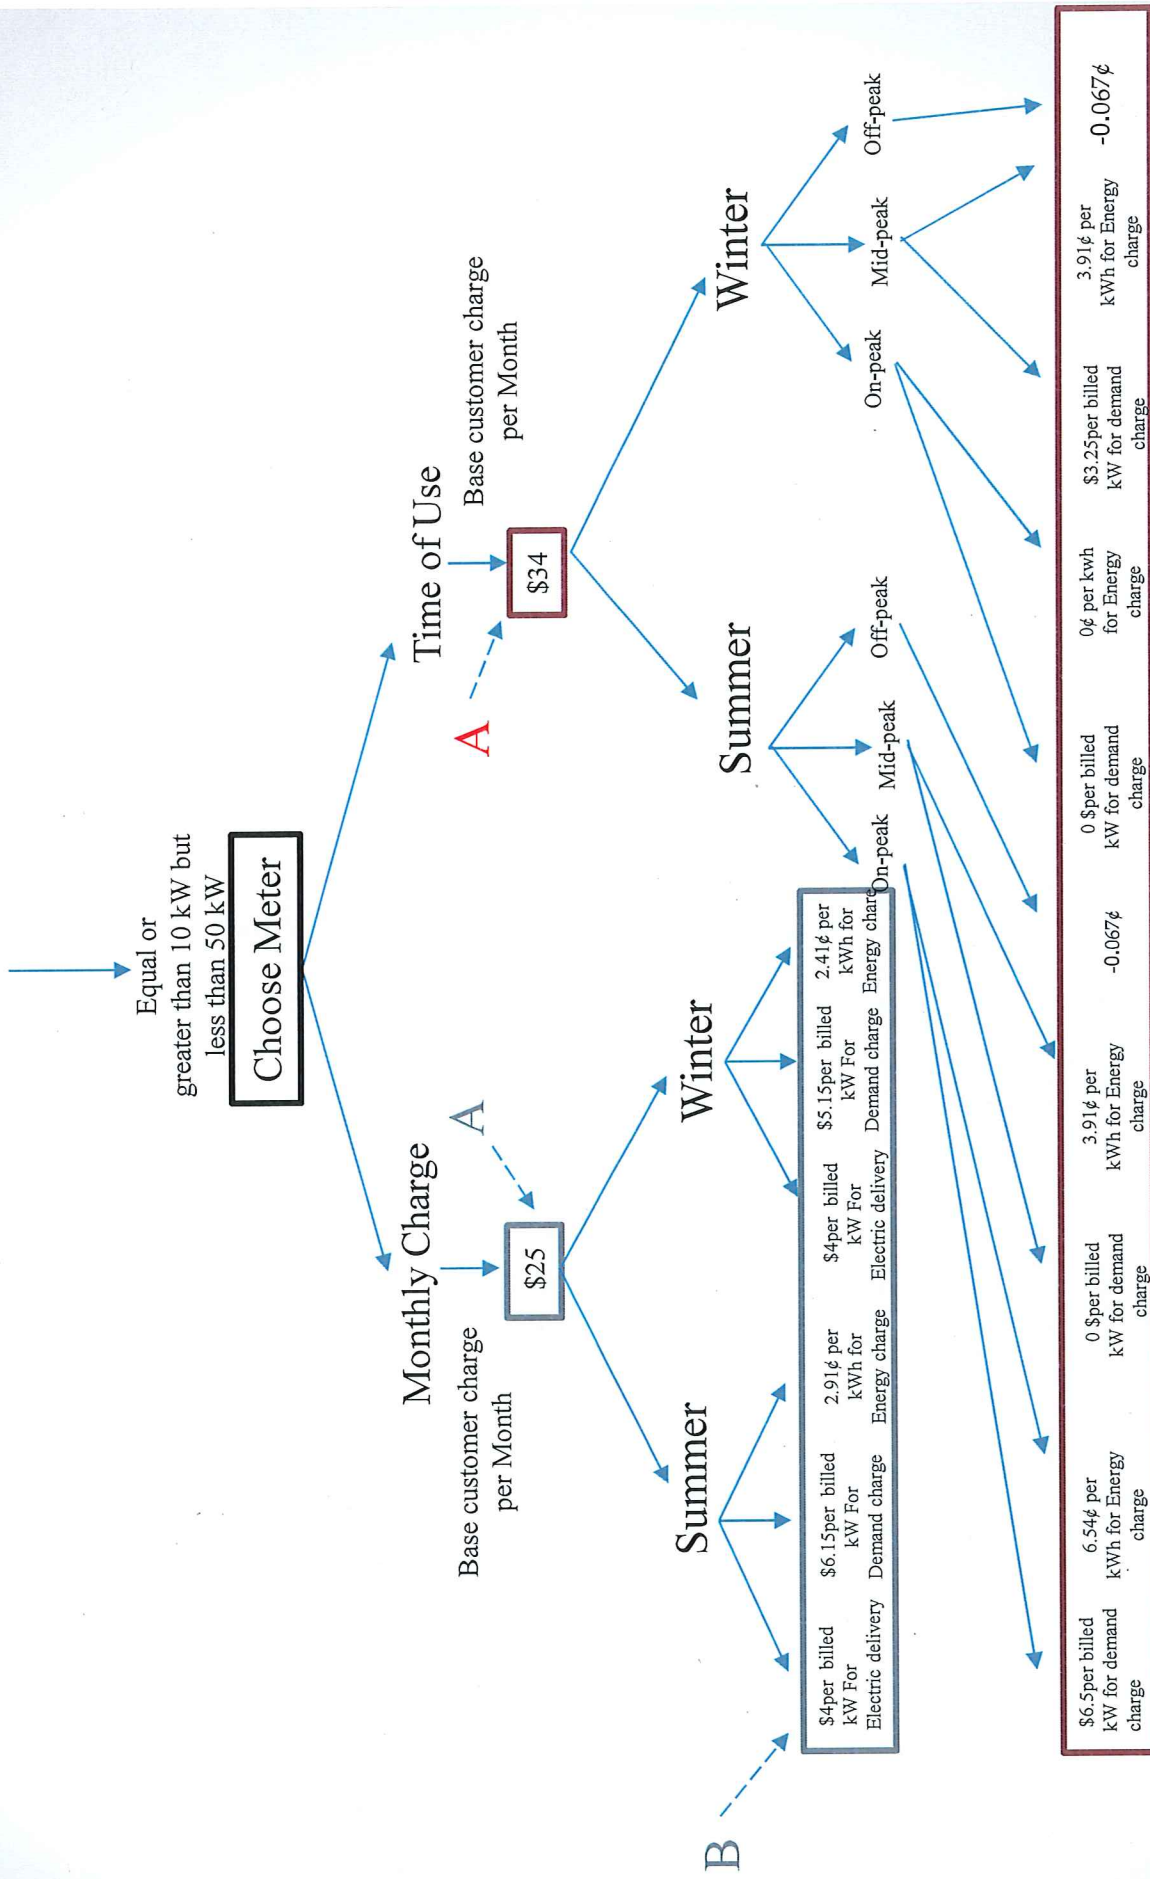 Equal or
greater than 10 kW but
less than 50 kW
Choose Meter
Monthly Charge
Time of Use
Base customer charge
per Month
A
$25
A
Base customer charge
per Month
$34
Summer
Winter
Summer
Winter
B
$4per billed
kW For
Electric delivery
$6.15per billed
kW For
Demand charge
2.91¢ per
kWh for
Energy charge
$4per billed
kW For
Electric delivery
$5.15per billed
kW For
Demand charge
2.41¢ per
kWh for
Energy chare
On-peak
Mid-peak
Off-peak
On-peak
Mid-peak
Off-peak
$6.5per billed
kW for demand
charge
6.54¢ per
kWh for Energy
charge
0 $per billed
kW for demand
charge
3.91¢ per
kWh for Energy
charge
-0.067¢
0 $per billed
kW for demand
charge
0¢ per kwh
for Energy
charge
$3.25per billed
kW for demand
charge
3.91¢ per
kWh for Energy
charge
-0.067¢